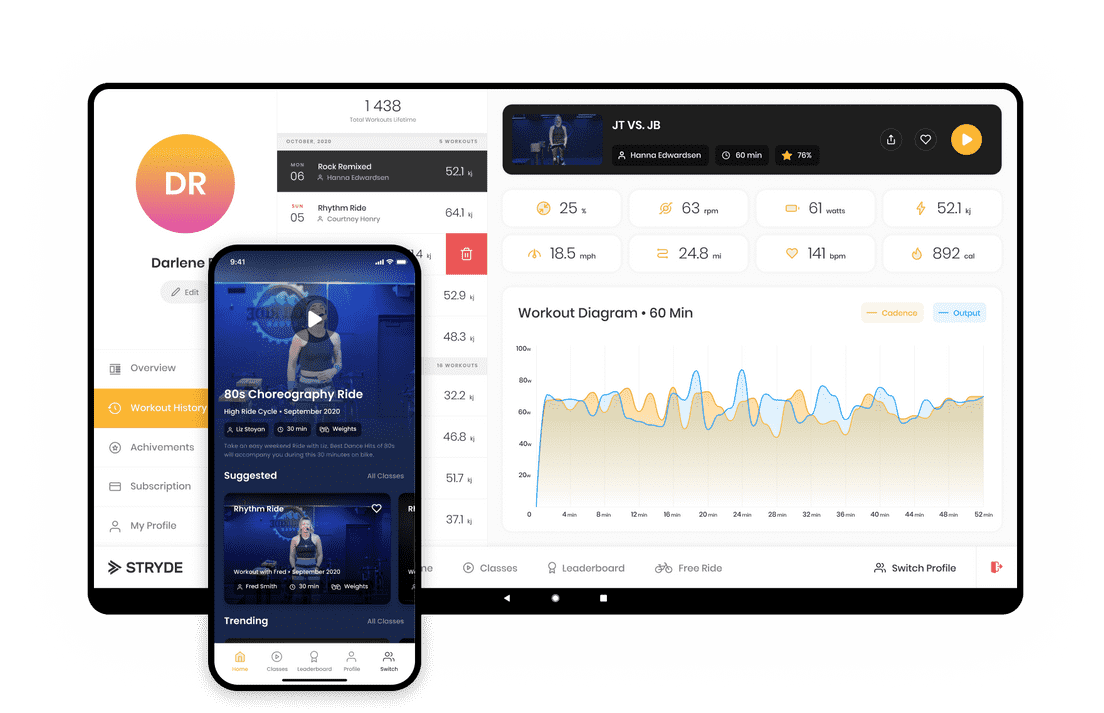 DR
Darlene
Edit
Overview
Workout History
Achivements
Subscription
My Profile
STRYDE
1 438
Total Workouts Lifetime
OCTOBER, 2020 5 WORKOUTS
MON
06
Rock Remixed
Hanna Edwardsen
52.1 kj
SUN
05
Rhythm Ride
Courtney Henry
64.1 kj
kj
52.9 kj
48.3 kj
16 WORKOUTS
32.2 kj
46.8 kj
51.7 kj
37.1 kj
JT VS. JB
Hanna Edwardsen 60 min 76%
25 % 63 rpm 61 watts 52.1 kj
18.5 mph 24.8 mi 141 bpm 892 cal
Workout Diagram • 60 Min
Cadence Output
100w
80w
60w
40w
20w
0 4 min 8 min 12 min 16 min 20 min 24 min 28 min 32 min 36 min 40 min 44 min 48 min 52 min
Classes Leaderboard Free Ride Switch Profile
9:41
80s Choreography Ride
High Ride Cycle • September 2020
Liz Stoyan 30 min Weights
Take an easy weekend Ride with Liz. Best Dance Hits of 80s
will accompany you during this 30 minutes on bike.
Suggested All Classes
Rhythm Ride
Workout with Fred • September 2020
Fred Smith 30 min Weights
Trending All Classes
Home Classes Leaderboard Profile Switch